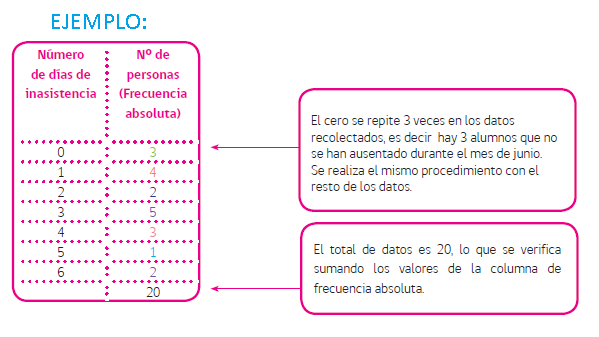 EJEMPLO:
Número de días de inasistencia
Nº de personas (Frecuencia absoluta)
0 3
1 4
2 2
3 5
4 3
5 1
6 2
20
El cero se repite 3 veces en los datos
recolectados, es decir hay 3 alumnos que no
se han ausentado durante el mes de junio.
Se realiza el mismo procedimiento con el
resto de los datos.
El total de datos es 20, lo que se verifica
sumando los valores de la columna de
frecuencia absoluta.